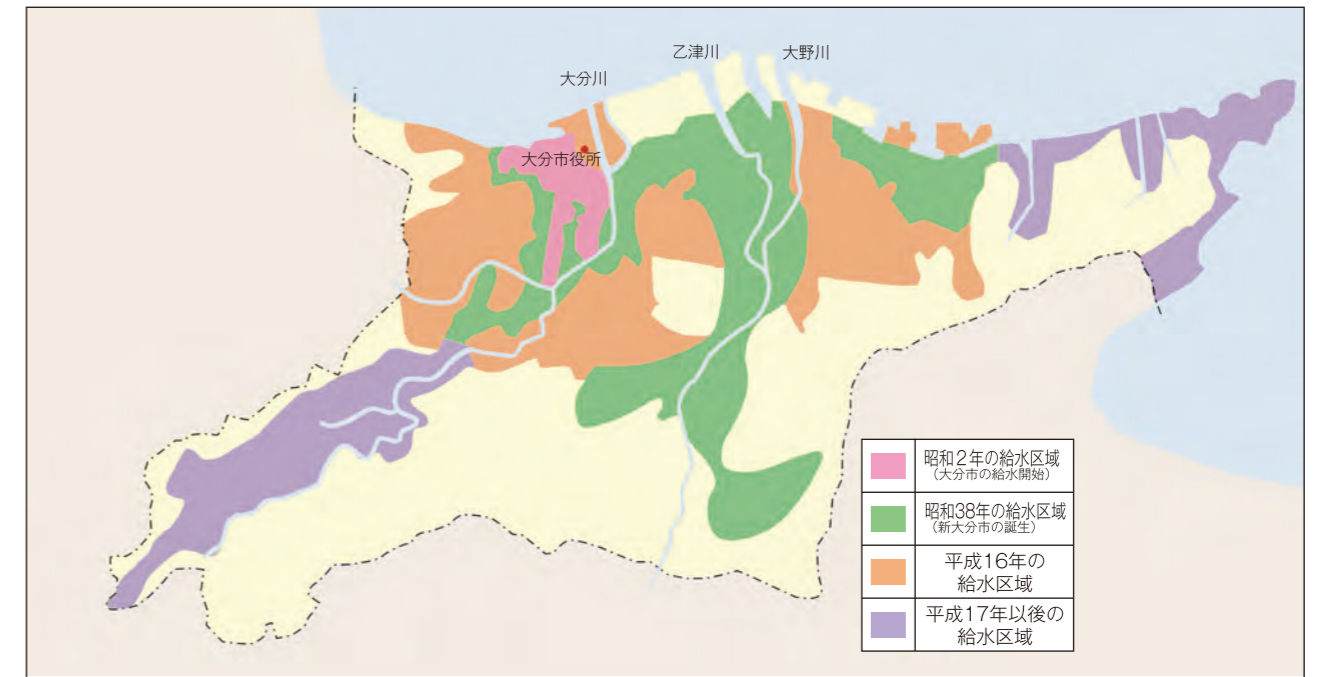 乙津川
大野川
大分川
大分市役所
昭和2年の給水区域
(大分市の給水開始)
昭和38年の給水区域
(新大分市の誕生)
平成16年の
給水区域
平成17年以後の
給水区域